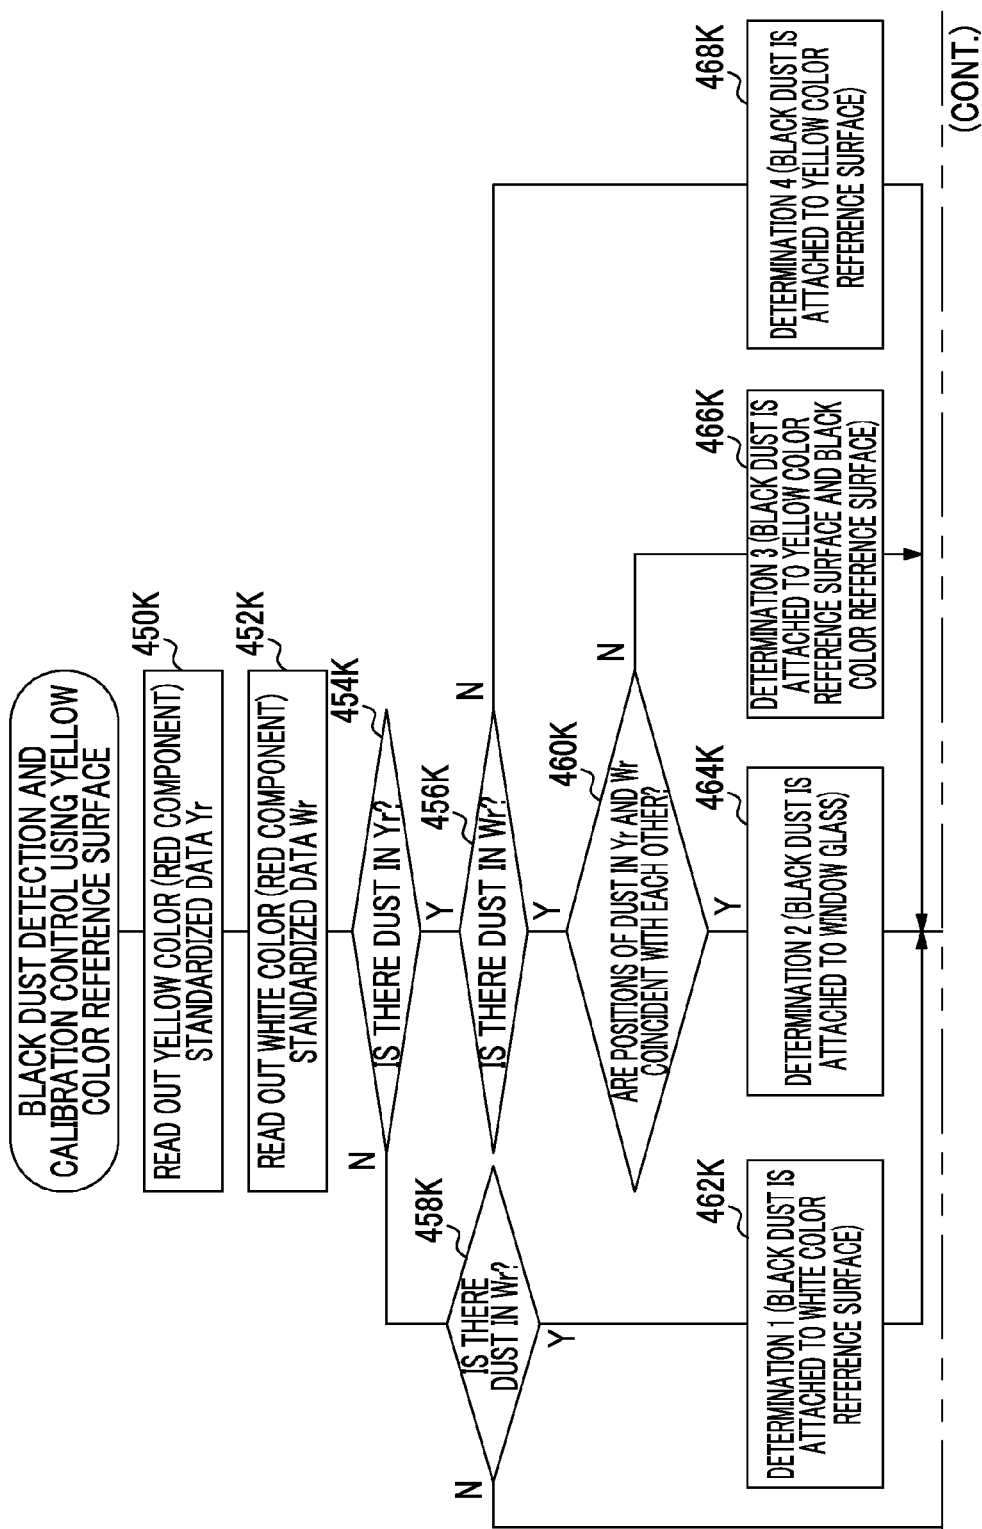 BLACK DUST DETECTION AND
CALIBRATION CONTROL USING YELLOW
COLOR REFERENCE SURFACE
450K
READ OUT YELLOW COLOR (RED COMPONENT)
STANDARDIZED DATA Yr
452K
READ OUT WHITE COLOR (RED COMPONENT)
STANDARDIZED DATA Wr
454K
IS THERE DUST IN Yr?
N
Y
458K
IS THERE
DUST IN Wr?
N
Y
456K
IS THERE DUST IN Wr?
N
Y
460K
ARE POSITIONS OF DUST IN Yr AND Wr
COINCIDENT WITH EACH OTHER?
N
Y
462K
DETERMINATION 1 (BLACK DUST IS
ATTACHED TO WHITE COLOR
REFERENCE SURFACE)
464K
DETERMINATION 2 (BLACK DUST IS
ATTACHED TO WINDOW GLASS)
466K
DETERMINATION 3 (BLACK DUST IS
ATTACHED TO YELLOW COLOR
REFERENCE SURFACE AND BLACK
COLOR REFERENCE SURFACE)
468K
DETERMINATION 4 (BLACK DUST IS
ATTACHED TO YELLOW COLOR
REFERENCE SURFACE)
(CONT.)